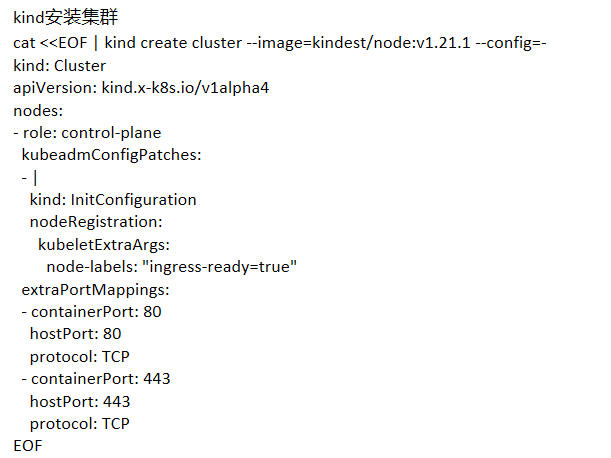 kind安装集群
cat <<EOF | kind create cluster --image=kindest/node:v1.21.1 --config=-
kind: Cluster
apiVersion: kind.x-k8s.io/v1alpha4
nodes:
- role: control-plane
  kubeadmConfigPatches:
  - |
    kind: InitConfiguration
    nodeRegistration:
      kubeletExtraArgs:
        node-labels: "ingress-ready=true"
  extraPortMappings:
  - containerPort: 80
    hostPort: 80
    protocol: TCP
  - containerPort: 443
    hostPort: 443
    protocol: TCP
EOF